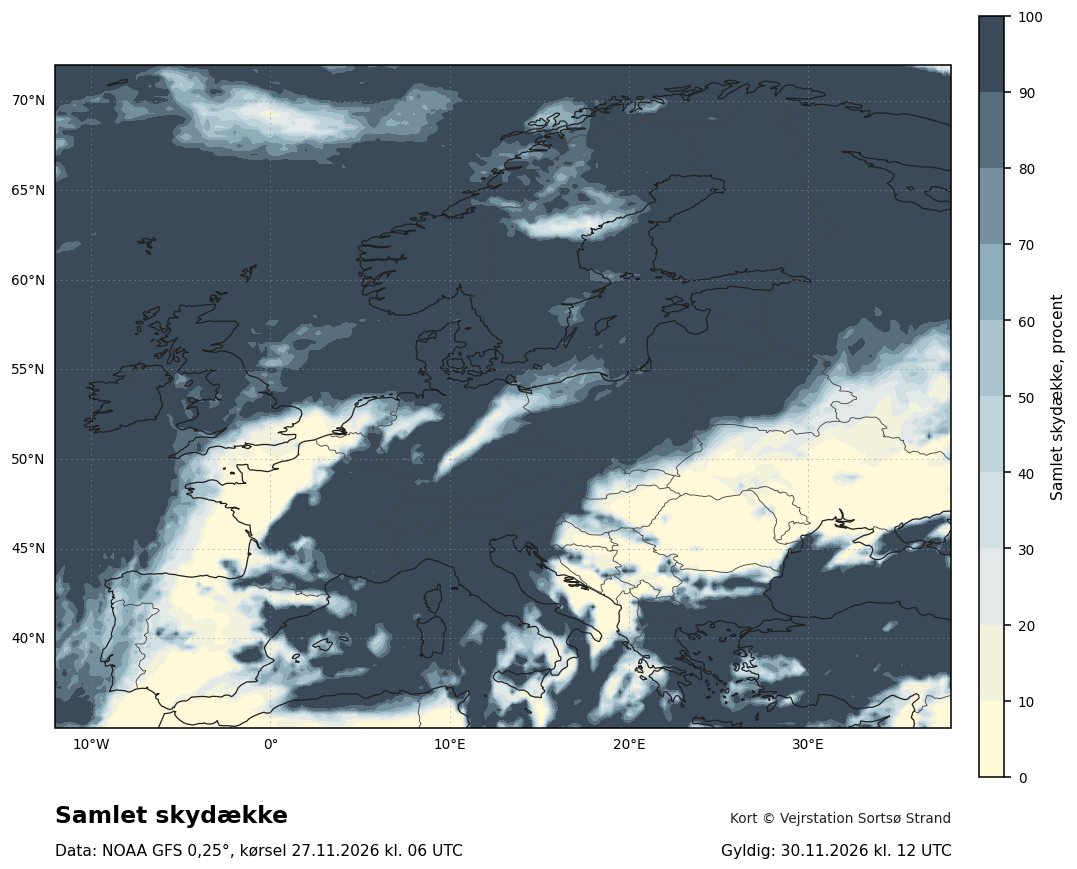 100
90
80
70
60
50
40
30
20
10
0
Samlet skydække, procent
70°N
65°N
60°N
55°N
50°N
45°N
40°N
10°W 0° 10°E 20°E 30°E
Samlet skydække
Kort © Vejrstation Sortsø Strand
Data: NOAA GFS 0,25°, kørsel 27.11.2026 kl. 06 UTC
Gyldig: 30.11.2026 kl. 12 UTC